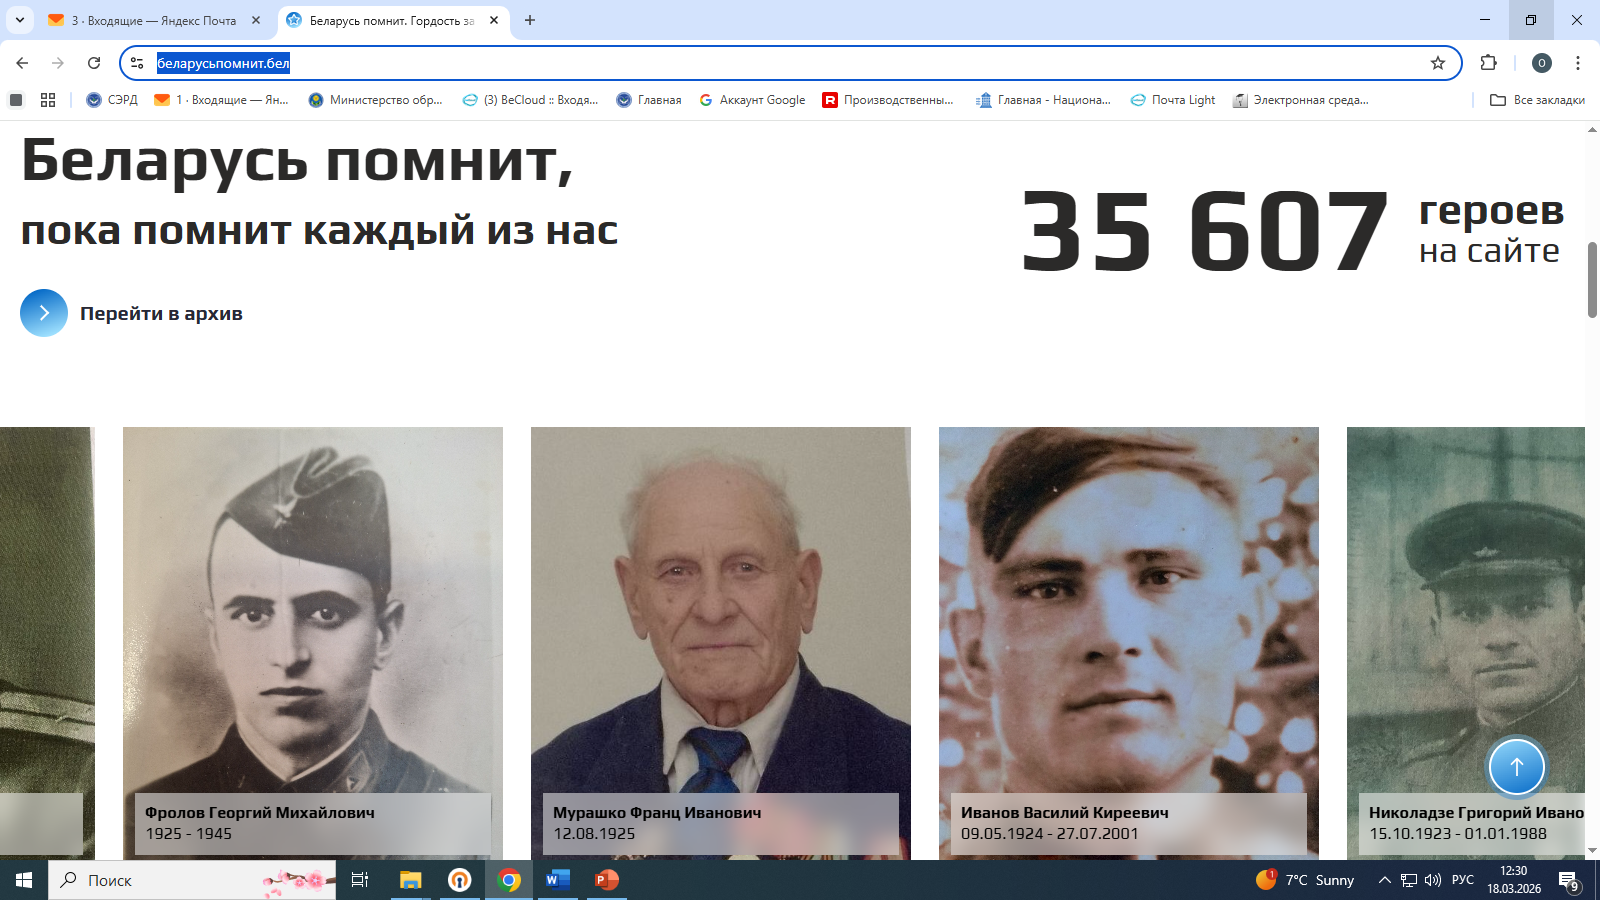 3 · Входящие — Яндекс Почта
Беларусь помнит. Гордость за
беларусьпомнит.бел
О
СЭРД
1 · Входящие — Ян...
Министерство обр...
(3) BeCloud :: Входя...
Главная
Аккаунт Google
Производственны...
Главная - Национа...
Почта Light
Электронная среда...
Все закладки
Беларусь помнит,
пока помнит каждый из нас
35 607
героев
на сайте
Перейти в архив
Фролов Георгий Михайлович
1925 - 1945
Мурашко Франц Иванович
12.08.1925
Иванов Василий Киреевич
09.05.1924 - 27.07.2001
Николадзе Григорий Ивано
15.10.1923 - 01.01.1988
Поиск
1
7°C Sunny
РУС
12:30
18.03.2026
9